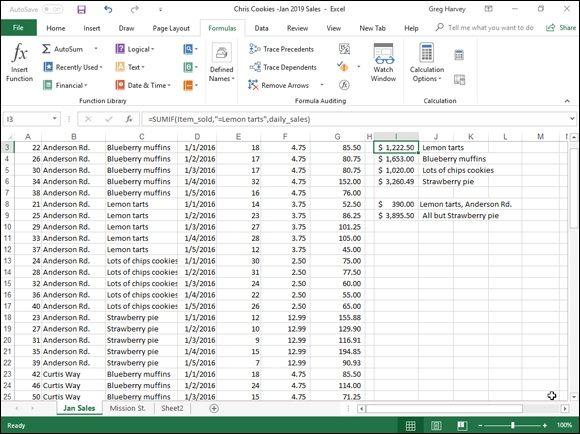 AutoSave Off Chris Cookies -Jan 2019 Sales - Excel Greg Harvey
File Home Insert Draw Page Layout Formulas Data Review View New Tab Help Tell me what you want to do Share
Insert Function
AutoSum Logical
Recently Used Text
Financial Date & Time
Function Library
Defined Names
Trace Precedents
Trace Dependents
Remove Arrows
Watch Window
Formula Auditing
Calculation Options
Calculation
I3 fx =SUMIF(Item_sold,"=Lemon tarts",daily_sales)
A B C D E F G H I J K L M N
3 22 Anderson Rd. Blueberry muffins 1/1/2016 18 4.75 85.50 $ 1,222.50 Lemon tarts
4 26 Anderson Rd. Blueberry muffins 1/2/2016 17 4.75 80.75 $ 1,653.00 Blueberry muffins
5 30 Anderson Rd. Blueberry muffins 1/3/2016 17 4.75 80.75 $ 1,020.00 Lots of chips cookies
6 34 Anderson Rd. Blueberry muffins 1/4/2016 32 4.75 152.00 $ 3,260.49 Strawberry pie
7 38 Anderson Rd. Blueberry muffins 1/5/2016 16 4.75 76.00
8 21 Anderson Rd. Lemon tarts 1/1/2016 14 3.75 52.50 $ 390.00 Lemon tarts, Anderson Rd.
9 25 Anderson Rd. Lemon tarts 1/2/2016 23 3.75 86.25 $ 3,895.50 All but Strawberry pie
10 29 Anderson Rd. Lemon tarts 1/3/2016 27 3.75 101.25
11 33 Anderson Rd. Lemon tarts 1/4/2016 28 3.75 105.00
12 37 Anderson Rd. Lemon tarts 1/5/2016 12 3.75 45.00
13 24 Anderson Rd. Lots of chips cookies 1/1/2016 30 2.50 75.00
14 28 Anderson Rd. Lots of chips cookies 1/2/2016 31 2.50 77.50
15 32 Anderson Rd. Lots of chips cookies 1/3/2016 24 2.50 60.00
16 36 Anderson Rd. Lots of chips cookies 1/4/2016 22 2.50 55.00
17 40 Anderson Rd. Lots of chips cookies 1/5/2016 26 2.50 65.00
18 23 Anderson Rd. Strawberry pie 1/1/2016 12 12.99 155.88
19 27 Anderson Rd. Strawberry pie 1/2/2016 10 12.99 129.90
20 31 Anderson Rd. Strawberry pie 1/3/2016 9 12.99 116.91
21 35 Anderson Rd. Strawberry pie 1/4/2016 15 12.99 194.85
22 39 Anderson Rd. Strawberry pie 1/5/2016 7 12.99 90.93
23 42 Curtis Way Blueberry muffins 1/1/2016 18 4.75 85.50
24 46 Curtis Way Blueberry muffins 1/2/2016 24 4.75 114.00
25 50 Curtis Way Blueberry muffins 1/3/2016 15 4.75 71.25
Jan Sales Mission St. Sheet2
100%